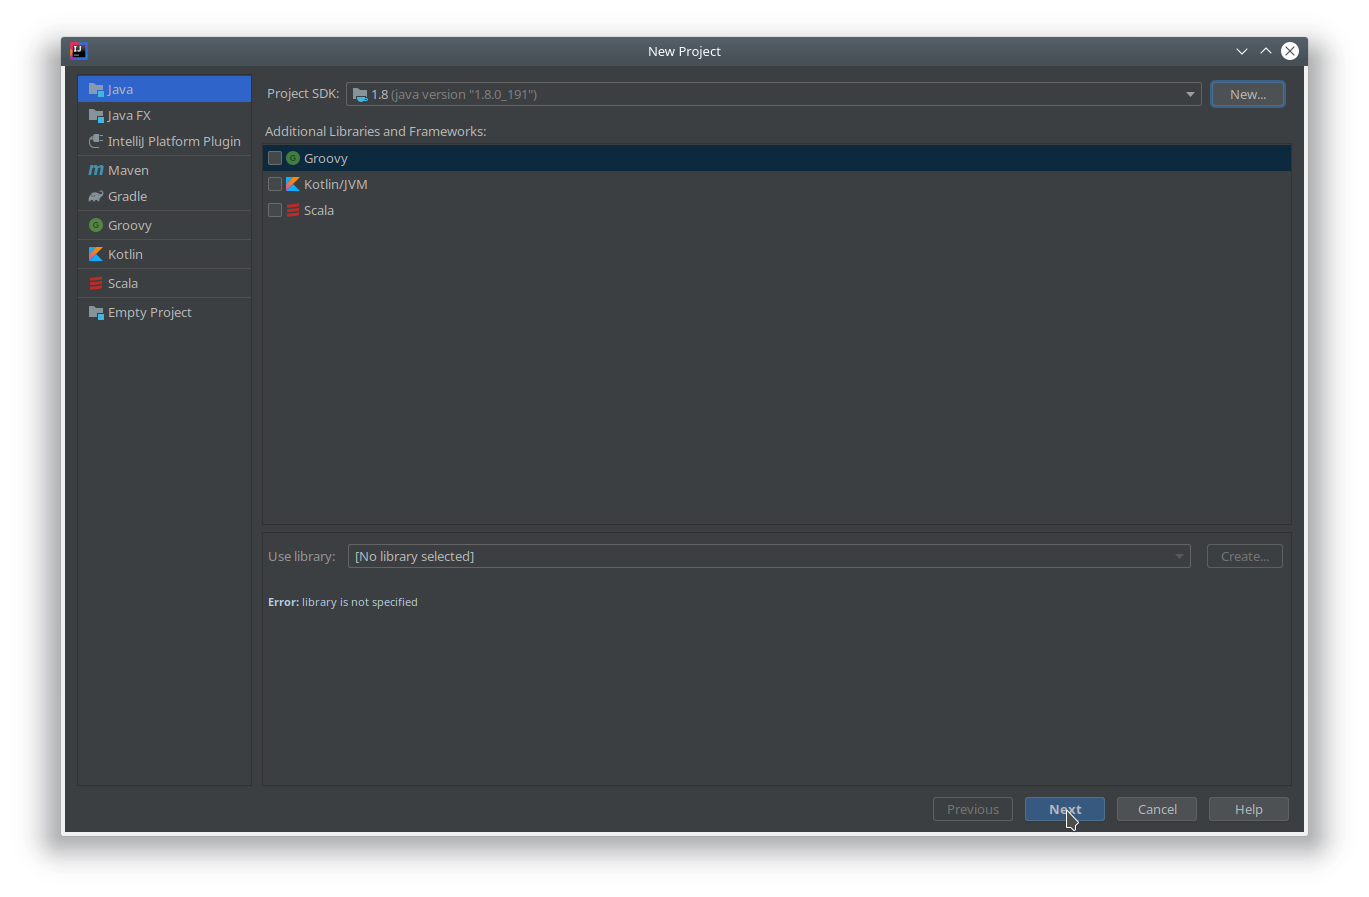 New Project
Java
Java FX
IntelliJ Platform Plugin
Maven
Gradle
Groovy
Kotlin
Scala
Empty Project
Project SDK: 1.8 (java version "1.8.0_191") New...
Additional Libraries and Frameworks:
Groovy
Kotlin/JVM
Scala
Use library: [No library selected] Create...
Error: library is not specified
Previous Next Cancel Help